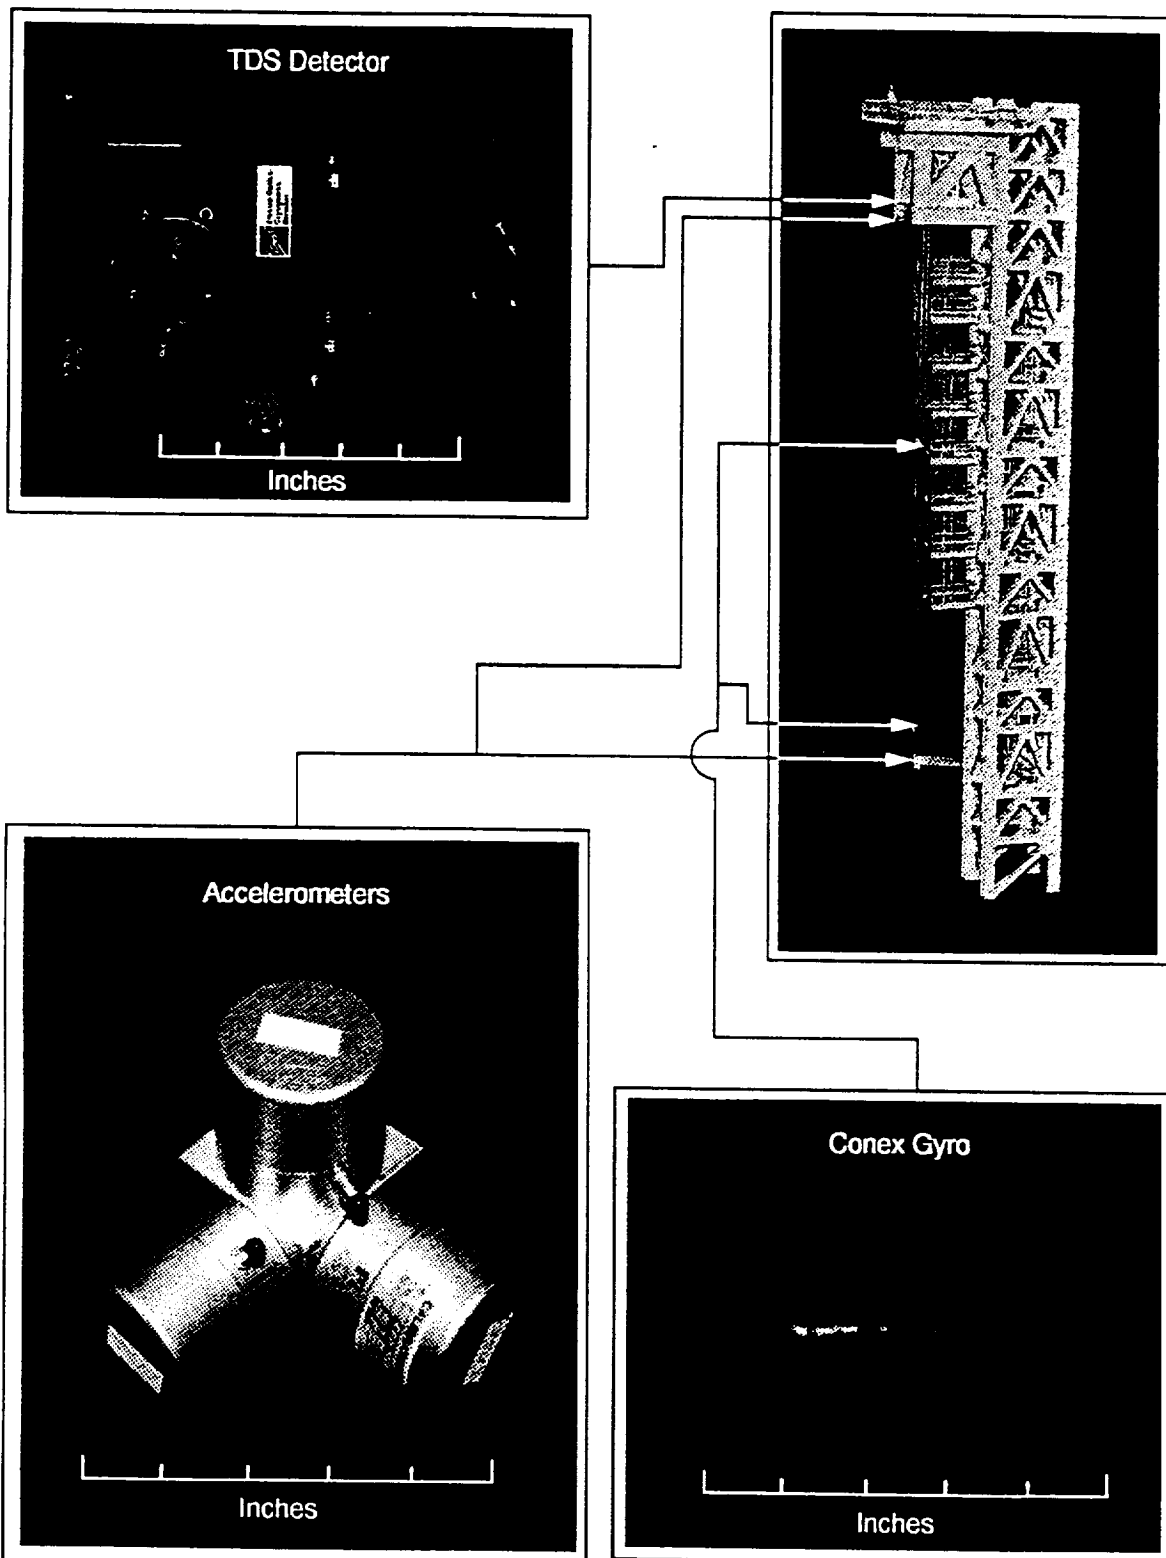 TDS Detector
Inches
Accelerometers
Inches
Conex Gyro
Inches